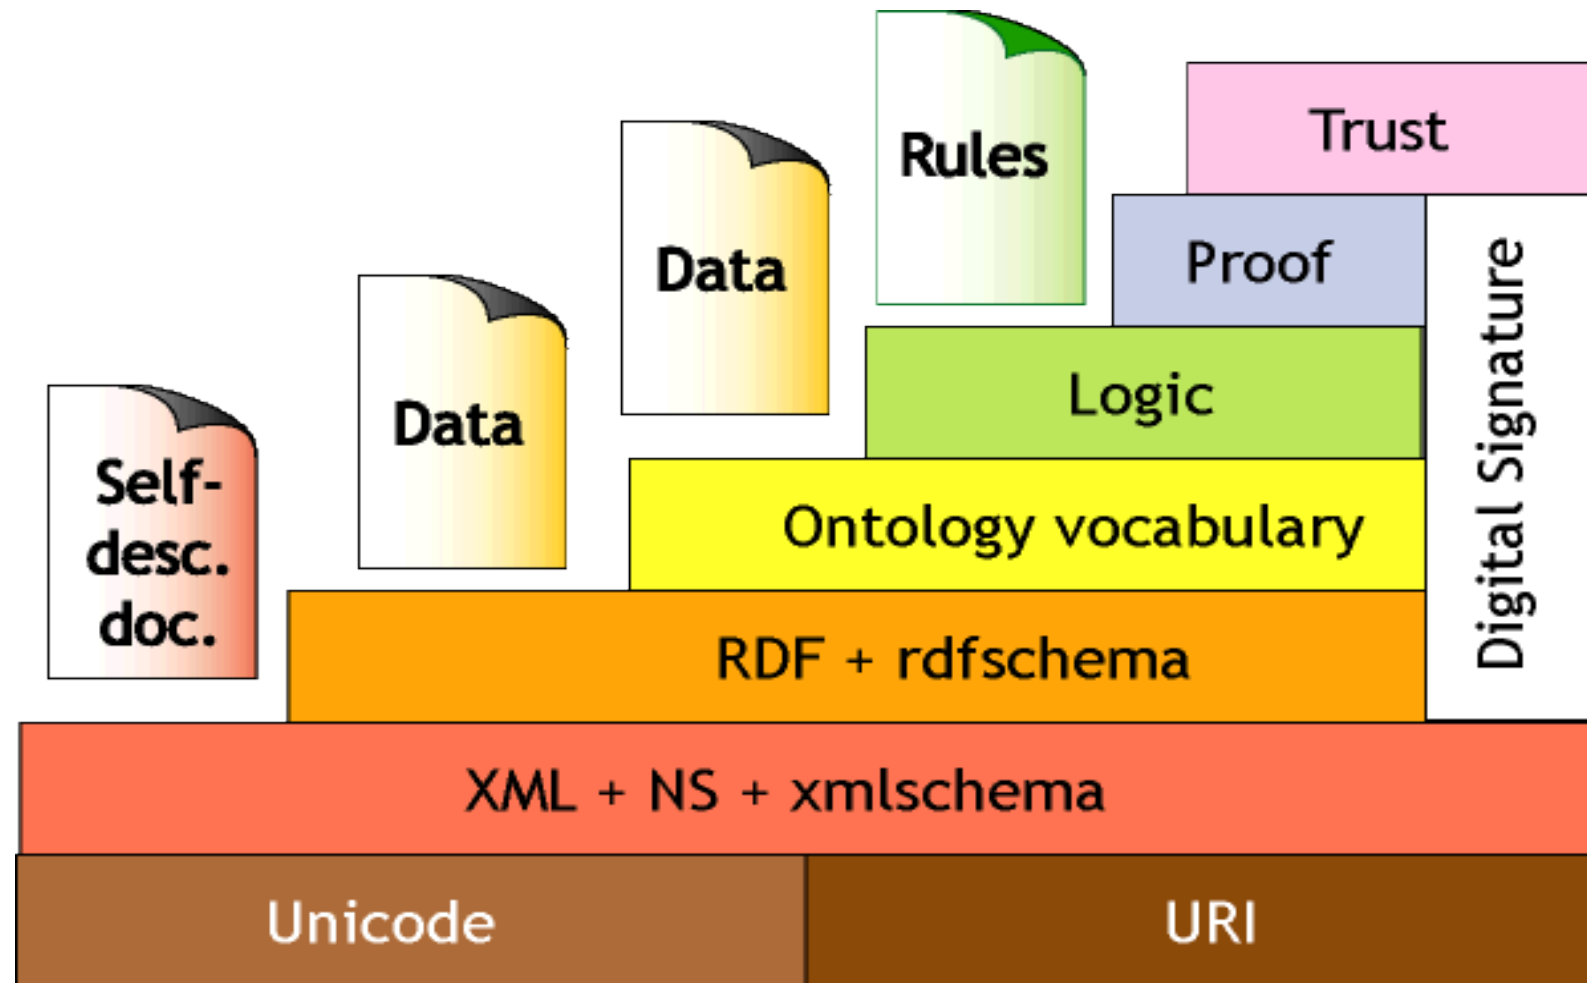 Rules
Trust
Data
Proof
Data
Logic
Self-
desc.
doc.
Ontology vocabulary
Digital Signature
RDF + rdfschema
XML + NS + xmlschema
Unicode
URI